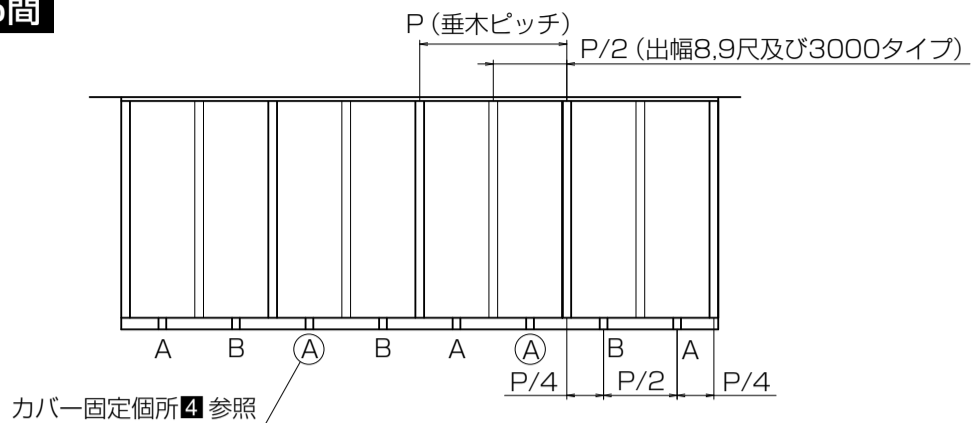 間
P（垂木ピッチ）
P/2（出幅8,9尺及び3000タイプ）
A B Ⓐ B A Ⓐ B A
P/4 P/2 P/4
カバー固定個所4参照